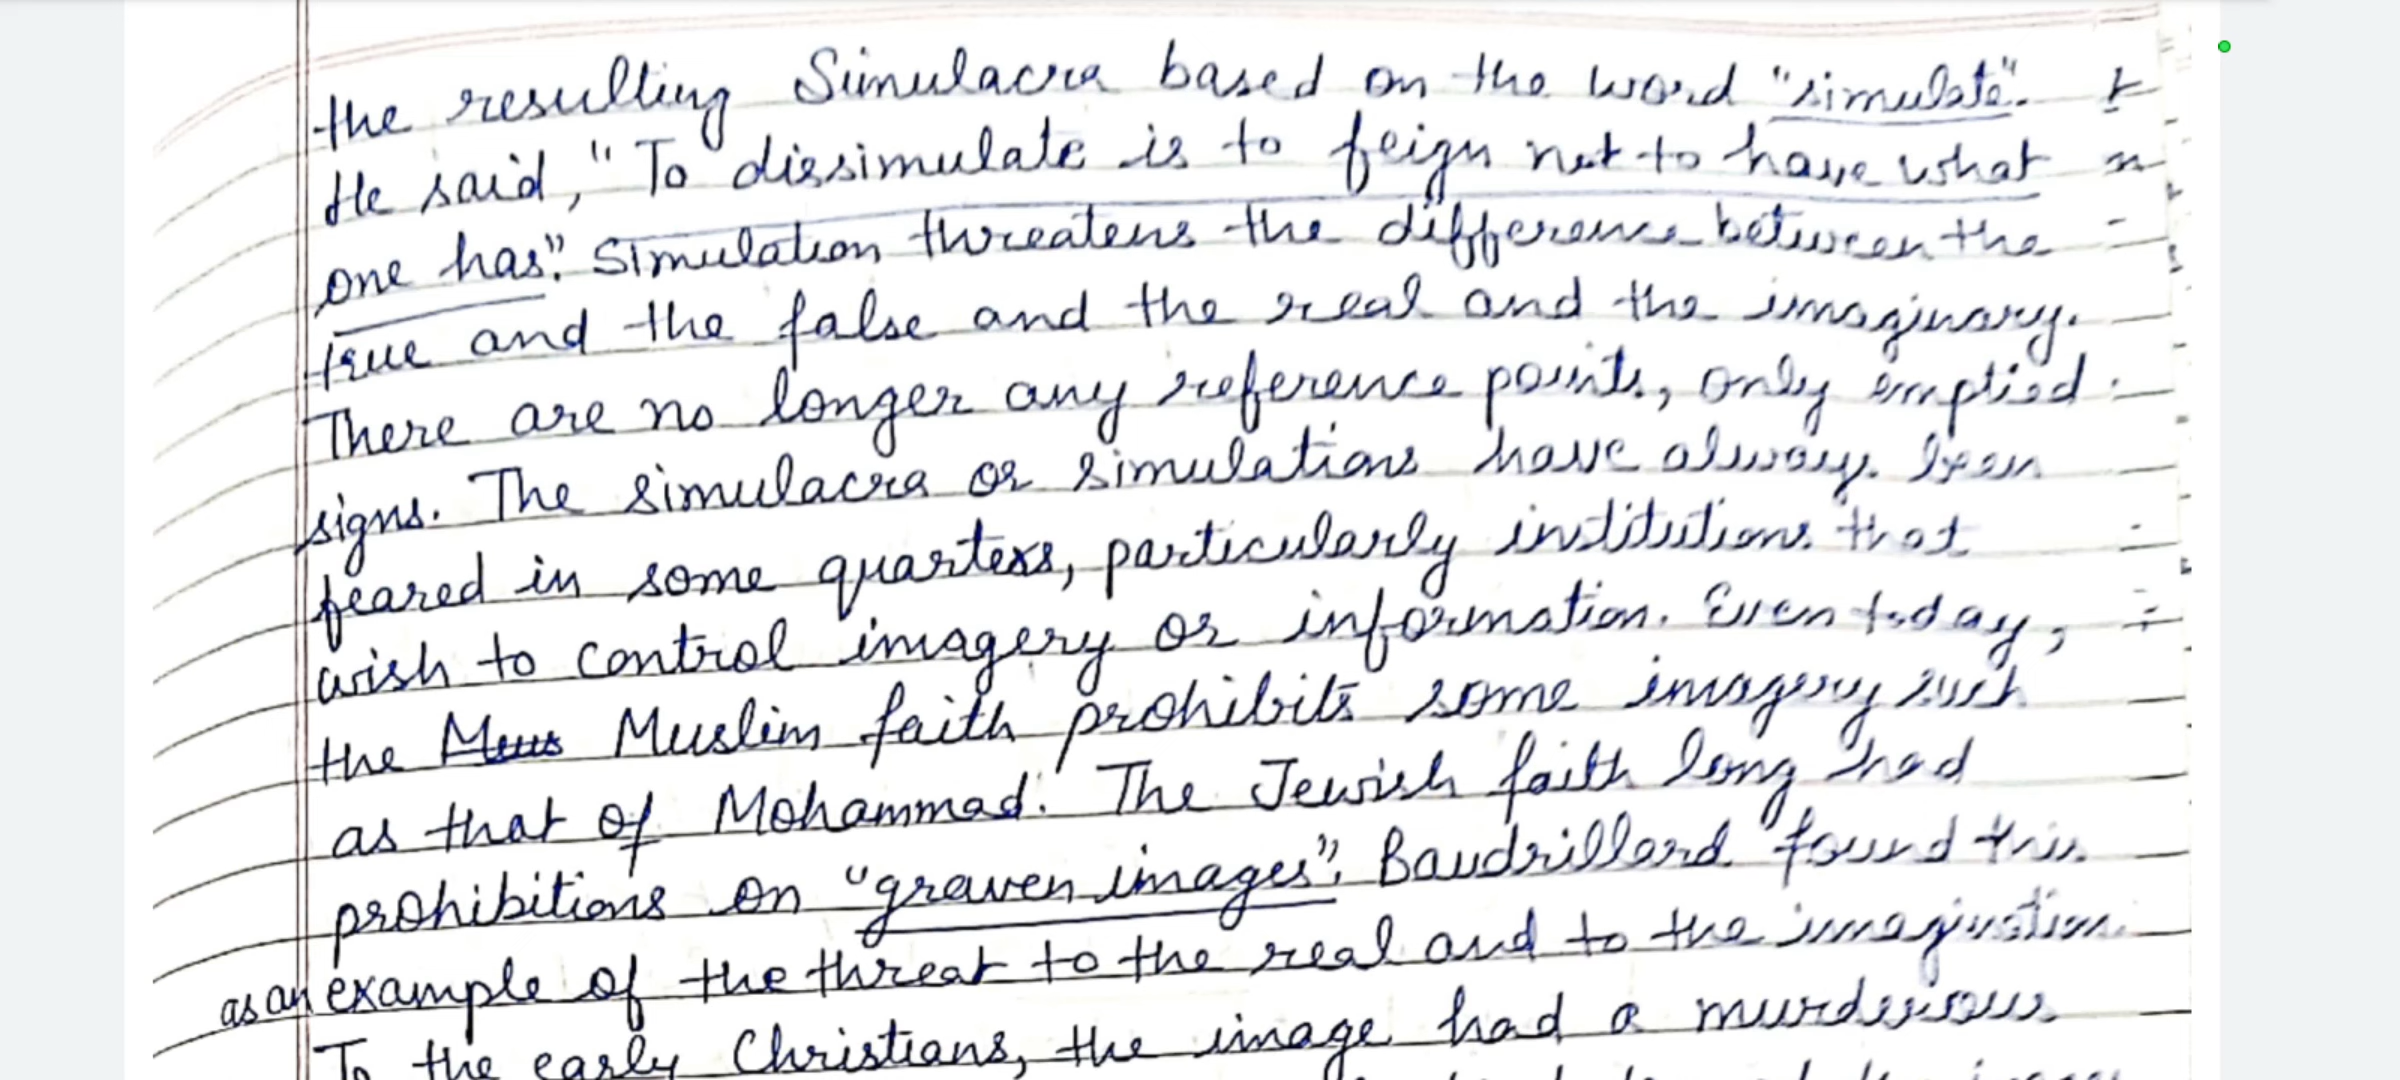 the resulting Simulacra based on the word "simulate".
He said, "To dissimulate is to feign not to have what
one has". Simulation threatens the difference between the
true and the false and the real and the imaginary.
There are no longer any reference points, only emptied
signs. The simulacra or simulations have always been
feared in some quarters, particularly institutions that
wish to control imagery or information. Even today,
the Mus Muslim faith prohibits some imagery such
as that of Mohammad. The Jewish faith long had
prohibitions on "graven images". Baudrillard found this
as an example of the threat to the real and to the imagination.
To the early Christians, the image had a murderous